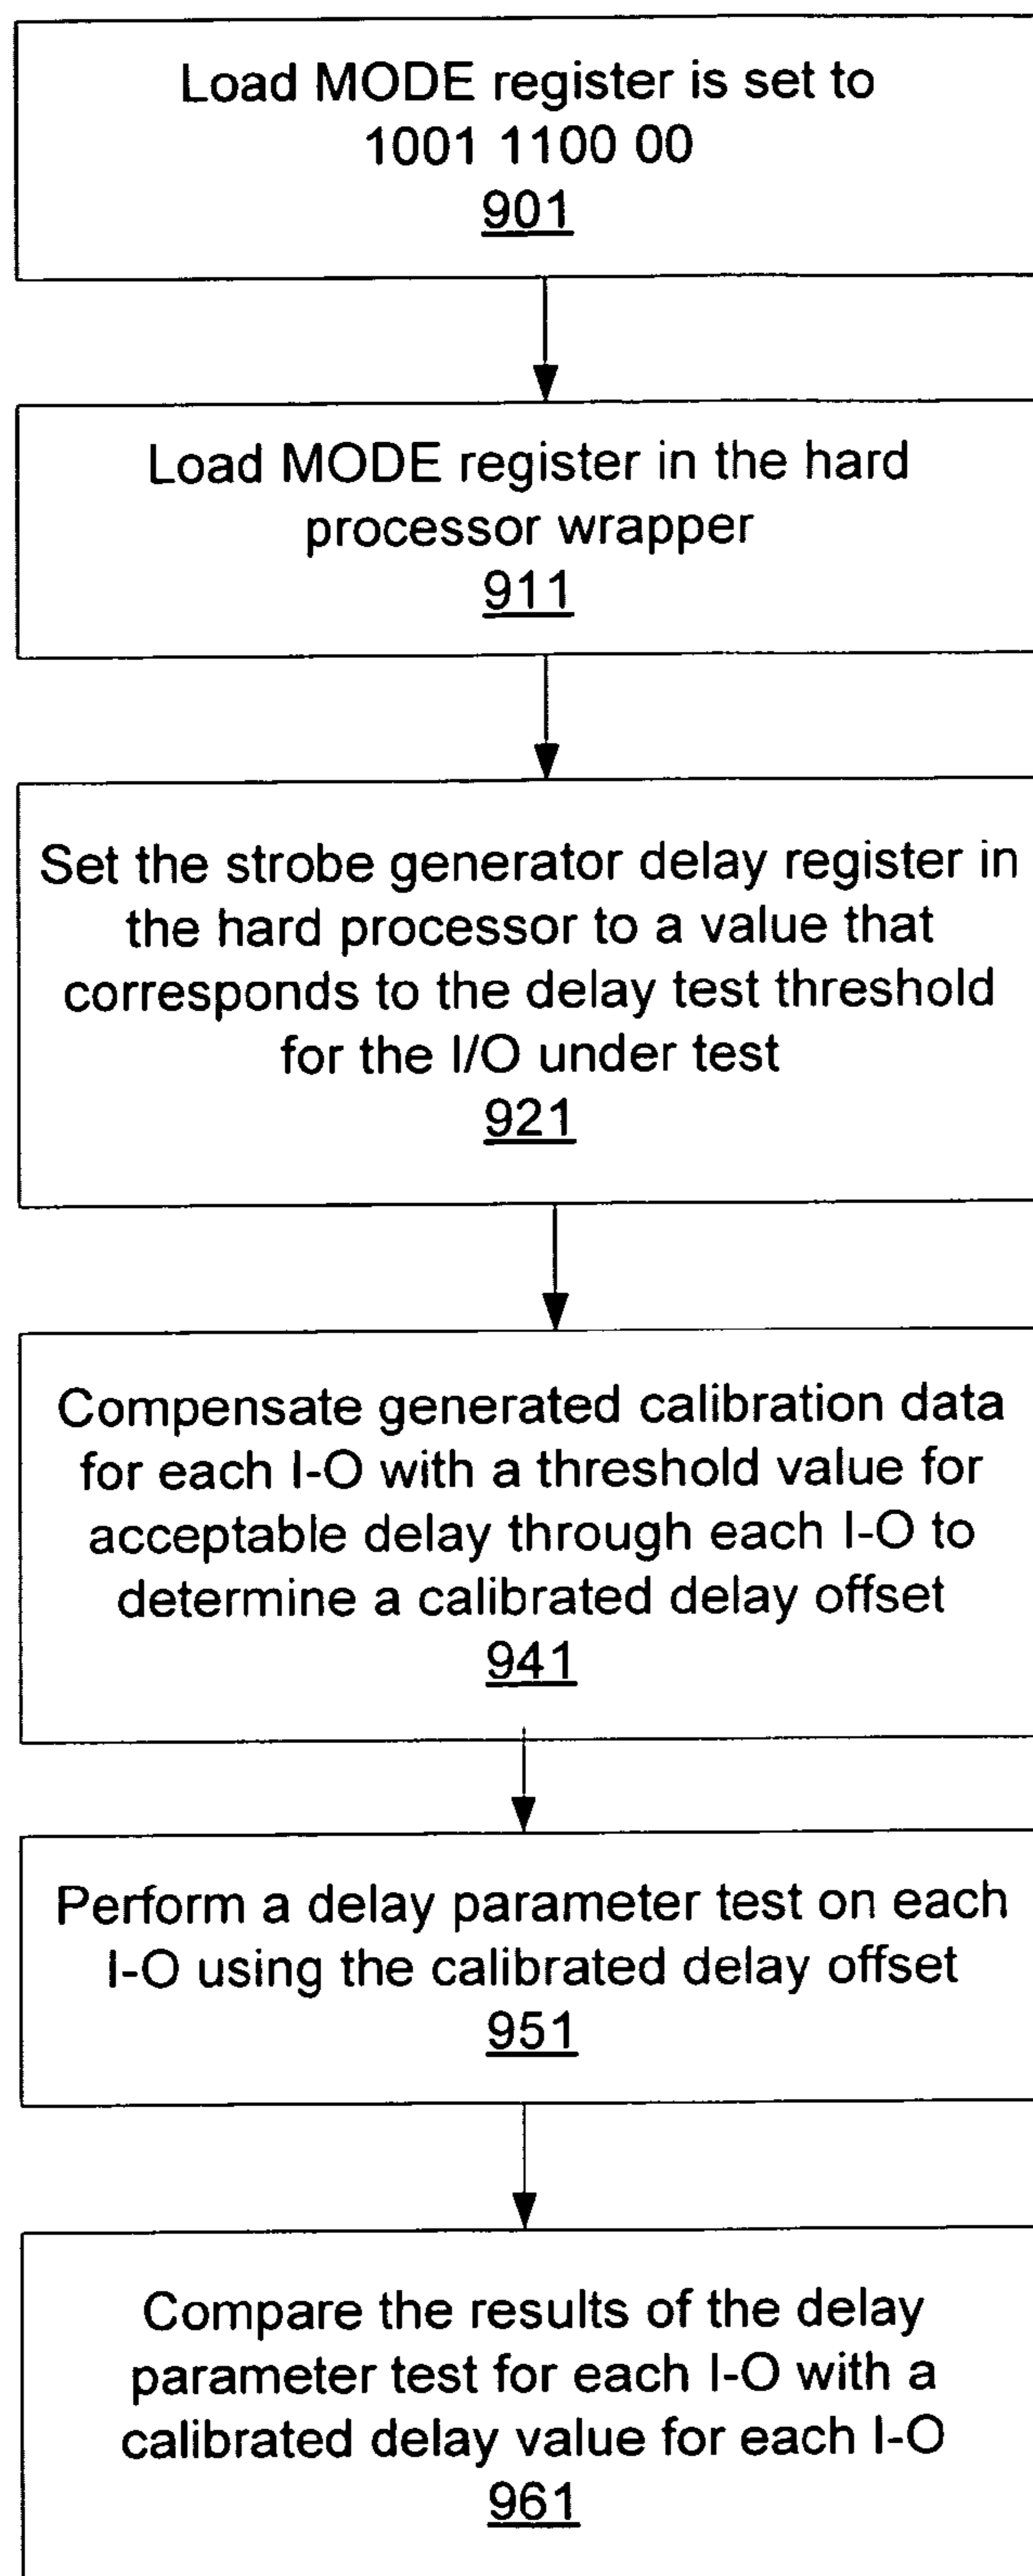 Load MODE register is set to
1001 1100 00
901
Load MODE register in the hard
processor wrapper
911
Set the strobe generator delay register in
the hard processor to a value that
corresponds to the delay test threshold
for the I/O under test
921
Compensate generated calibration data
for each I-O with a threshold value for
acceptable delay through each I-O to
determine a calibrated delay offset
941
Perform a delay parameter test on each
I-O using the calibrated delay offset
951
Compare the results of the delay
parameter test for each I-O with a
calibrated delay value for each I-O
961